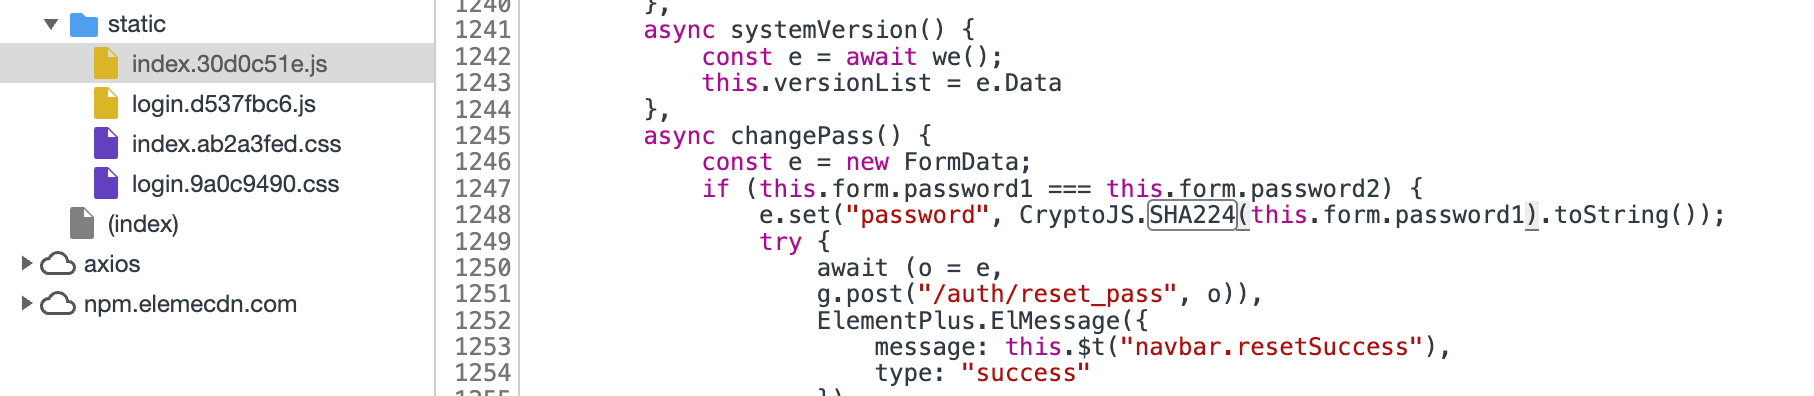 static
index.30d0c51e.js
login.d537fbc6.js
index.ab2a3fed.css
login.9a0c9490.css
(index)
axios
npm.elemecdn.com
1240 },
1241 async systemVersion() {
1242 const e = await we();
1243 this.versionList = e.Data
1244 },
1245 async changePass() {
1246 const e = new FormData;
1247 if (this.form.password1 === this.form.password2) {
1248 e.set("password", CryptoJS.SHA224(this.form.password1).toString());
1249 try {
1250 await (o = e,
1251 g.post("/auth/reset_pass", o)),
1252 ElementPlus.ElMessage({
1253 message: this.$t("navbar.resetSuccess"),
1254 type: "success"
1255 })